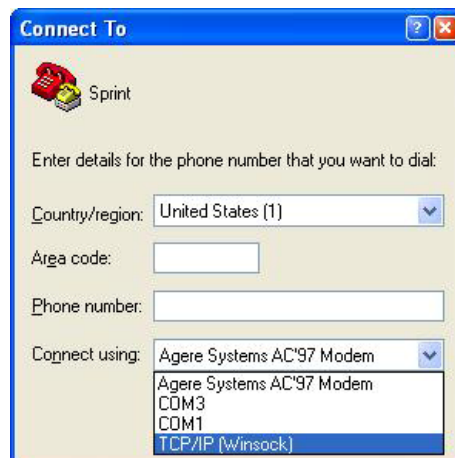 Connect To
Sprint
Enter details for the phone number that you want to dial:
Country/region: United States (1)
Area code:
Phone number:
Connect using: Agere Systems AC'97 Modem
Agere Systems AC'97 Modem
COM3
COM1
TCP/IP (Winsock)